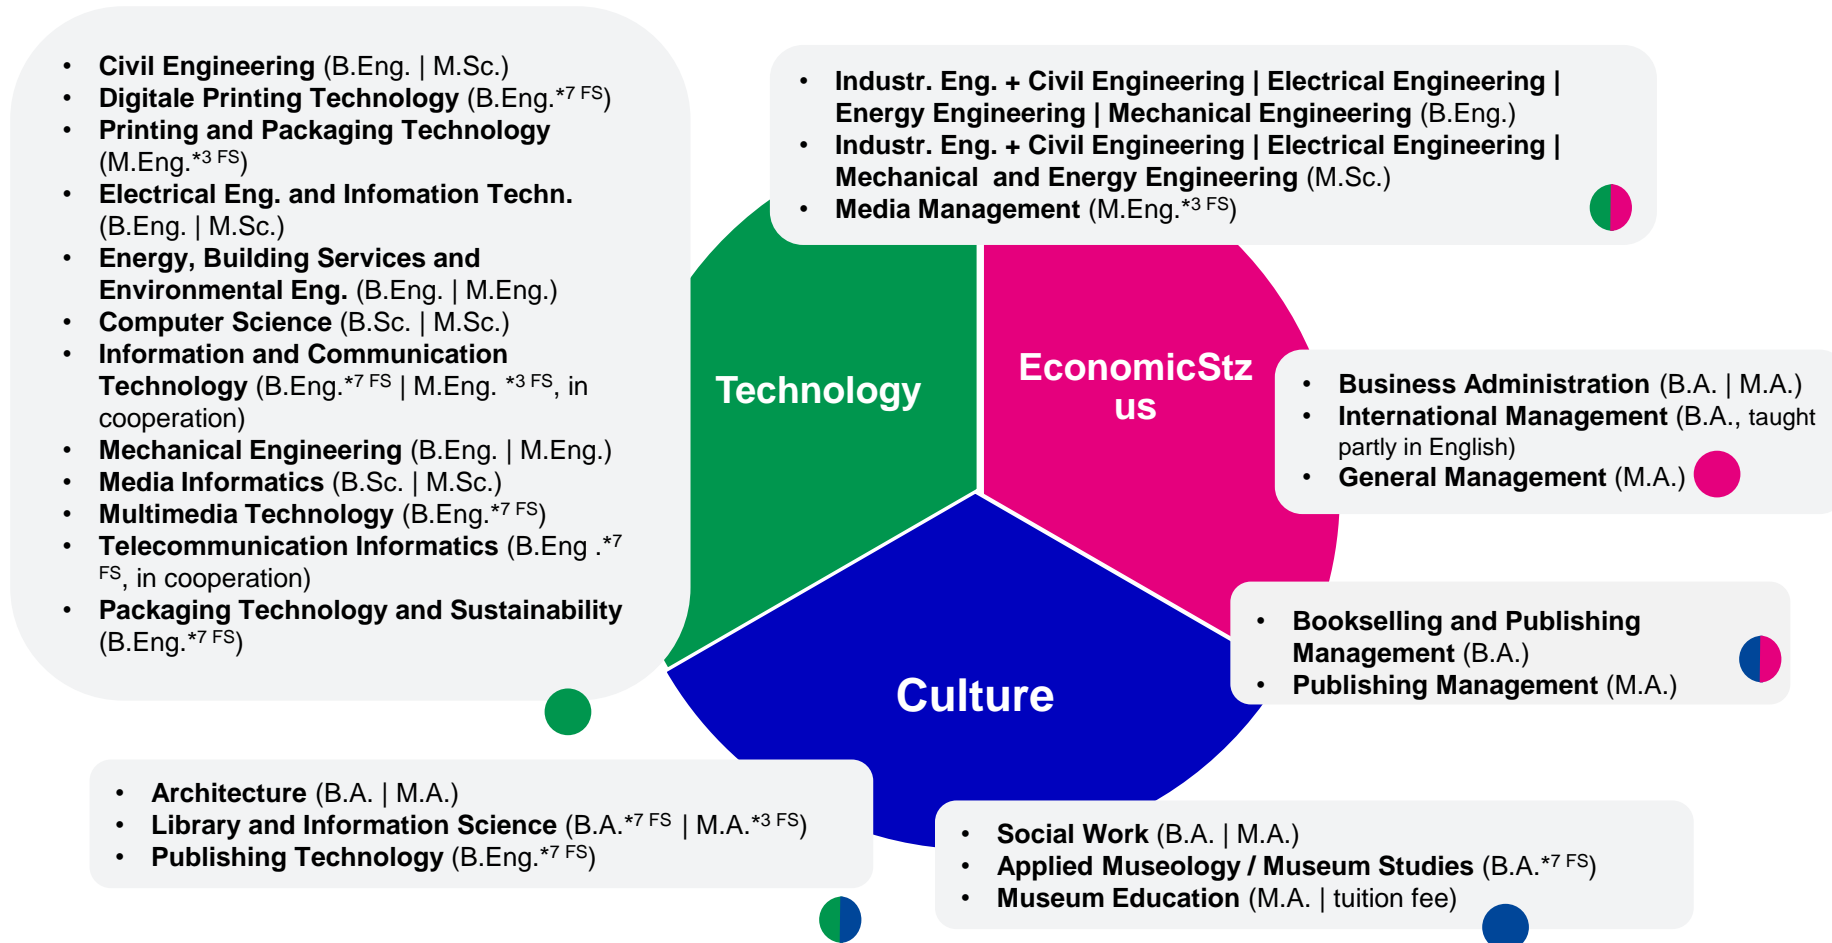 • Civil Engineering (B.Eng. | M.Sc.)
• Digitale Printing Technology (B.Eng.*7 FS)
• Printing and Packaging Technology
(M.Eng.*3 FS)
• Electrical Eng. and Infomation Techn.
(B.Eng. | M.Sc.)
• Energy, Building Services and
Environmental Eng. (B.Eng. | M.Eng.)
• Computer Science (B.Sc. | M.Sc.)
• Information and Communication
Technology (B.Eng.*7 FS | M.Eng. *3 FS, in
cooperation)
• Mechanical Engineering (B.Eng. | M.Eng.)
• Media Informatics (B.Sc. | M.Sc.)
• Multimedia Technology (B.Eng.*7 FS)
• Telecommunication Informatics (B.Eng .*7
FS, in cooperation)
• Packaging Technology and Sustainability
(B.Eng.*7 FS)
• Industr. Eng. + Civil Engineering | Electrical Engineering |
Energy Engineering | Mechanical Engineering (B.Eng.)
• Industr. Eng. + Civil Engineering | Electrical Engineering |
Mechanical and Energy Engineering (M.Sc.)
• Media Management (M.Eng.*3 FS)
Technology
EconomicStz
us
• Business Administration (B.A. | M.A.)
• International Management (B.A., taught
partly in English)
• General Management (M.A.)
• Bookselling and Publishing
Management (B.A.)
• Publishing Management (M.A.)
Culture
• Architecture (B.A. | M.A.)
• Library and Information Science (B.A.*7 FS | M.A.*3 FS)
• Publishing Technology (B.Eng.*7 FS)
• Social Work (B.A. | M.A.)
• Applied Museology / Museum Studies (B.A.*7 FS)
• Museum Education (M.A. | tuition fee)